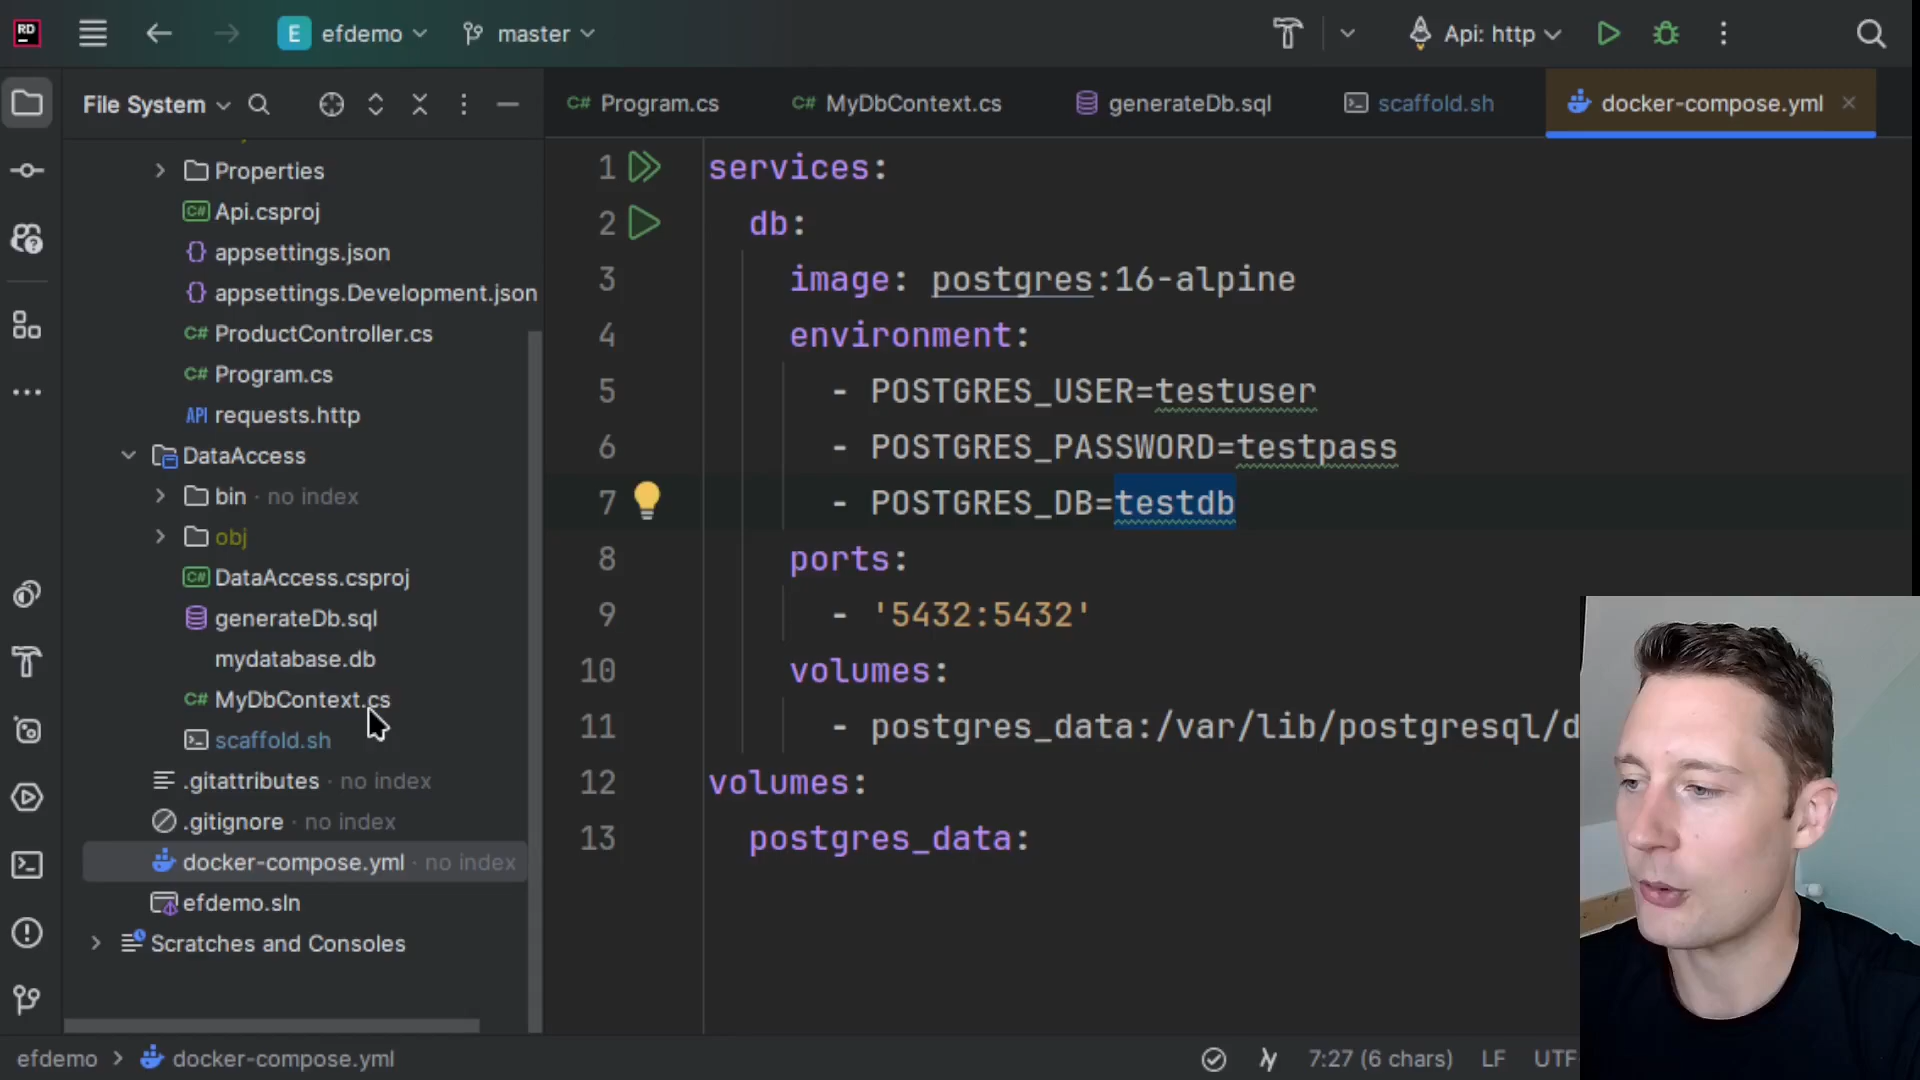 RD
E efdemo
master
Api: http
File System
Program.cs
MyDbContext.cs
generateDb.sql
scaffold.sh
docker-compose.yml
Properties
Api.csproj
appsettings.json
appsettings.Development.json
ProductController.cs
Program.cs
API requests.http
DataAccess
bin · no index
obj
DataAccess.csproj
generateDb.sql
mydatabase.db
C# MyDbContext.cs
scaffold.sh
.gitattributes · no index
.gitignore · no index
docker-compose.yml · no index
efdemo.sln
Scratches and Consoles
1 services:
2 db:
3 image: postgres:16-alpine
4 environment:
5 - POSTGRES_USER=testuser
6 - POSTGRES_PASSWORD=testpass
7 - POSTGRES_DB=testdb
8 ports:
9 - '5432:5432'
10 volumes:
11 - postgres_data:/var/lib/postgresql/d
12 volumes:
13 postgres_data:
efdemo > docker-compose.yml
7:27 (6 chars) LF UTF